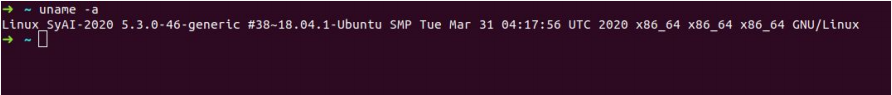 ➜ ~ uname -a
Linux SyAI-2020 5.3.0-46-generic #38~18.04.1-Ubuntu SMP Tue Mar 31 04:17:56 UTC 2020 x86_64 x86_64 x86_64 GNU/Linux
➜ ~